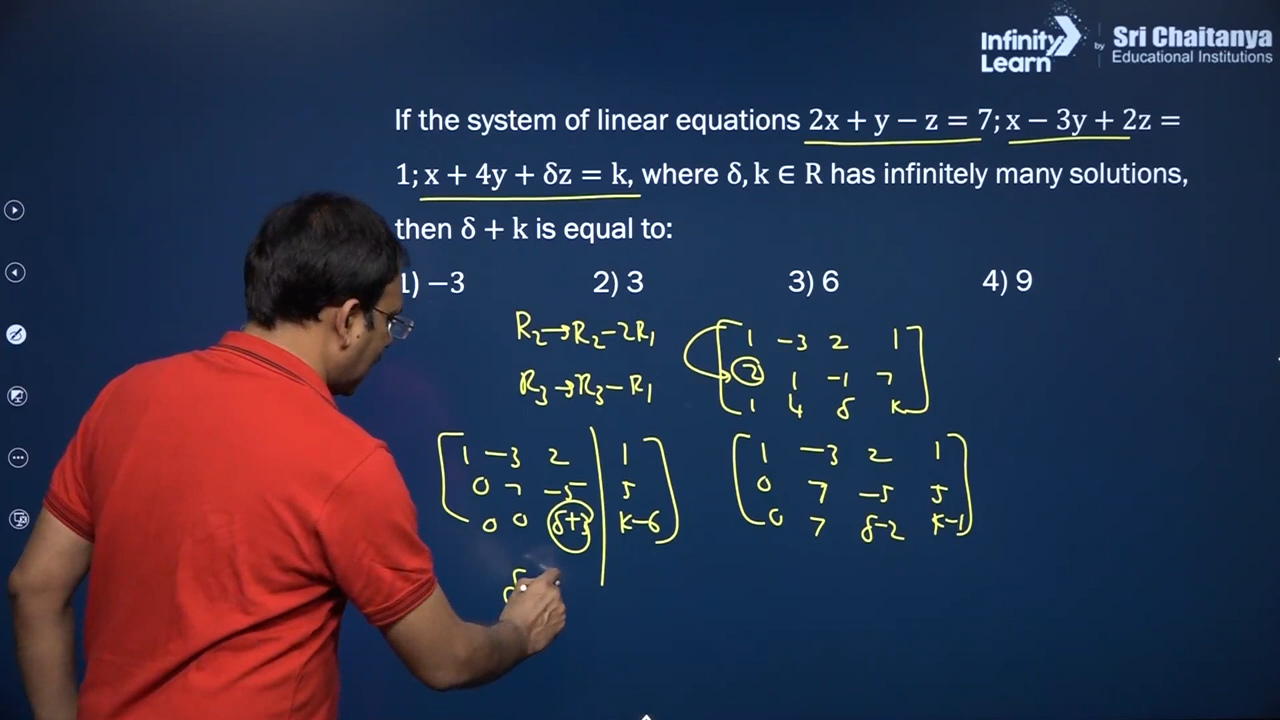 Infinity Learn by Sri Chaitanya Educational Institutions
If the system of linear equations 2x + y − z = 7; x − 3y + 2z =
1; x + 4y + δz = k, where δ, k ∈ R has infinitely many solutions,
then δ + k is equal to:
1) −3 2) 3 3) 6 4) 9
R₂→R₂−2R₁
R₃→R₃−R₁
1 −3 2 1
2 1 −1 7
1 4 δ k
1 −3 2 | 1
0 7 −5 | 5
0 0 δ+3 | k−6
δ
1 −3 2 1
0 7 −5 5
0 7 δ−2 k−1